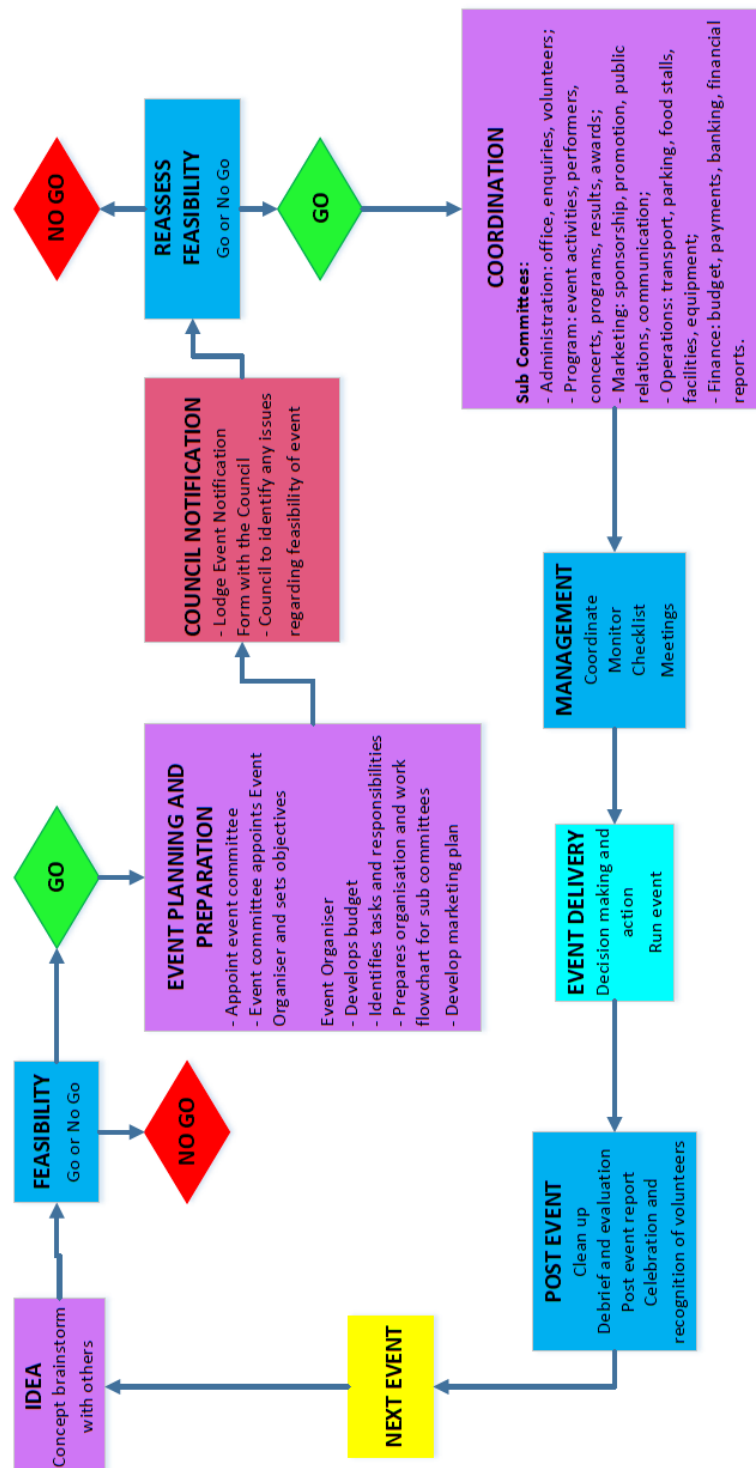 IDEA
Concept brainstorm
with others
FEASIBILITY
Go or No Go
NO GO
GO
EVENT PLANNING AND
PREPARATION
- Appoint event committee
- Event committee appoints Event
Organiser and sets objectives
Event Organiser
- Develops budget
- Identifies tasks and responsibilities
- Prepares organisation and work
flowchart for sub committees
- Develop marketing plan
COUNCIL NOTIFICATION
- Lodge Event Notification
Form with the Council
- Council to identify any issues
regarding feasibility of event
REASSESS
FEASIBILITY
Go or No Go
NO GO
GO
COORDINATION
Sub Committees:
- Administration: office, enquiries, volunteers;
- Program: event activities, performers,
concerts, programs, results, awards;
- Marketing: sponsorship, promotion, public
relations, communication;
- Operations: transport, parking, food stalls,
facilities, equipment;
- Finance: budget, payments, banking, financial
reports.
MANAGEMENT
Coordinate
Monitor
Checklist
Meetings
EVENT DELIVERY
Decision making and
action
Run event
POST EVENT
Clean up
Debrief and evaluation
Post event report
Celebration and
recognition of volunteers
NEXT EVENT